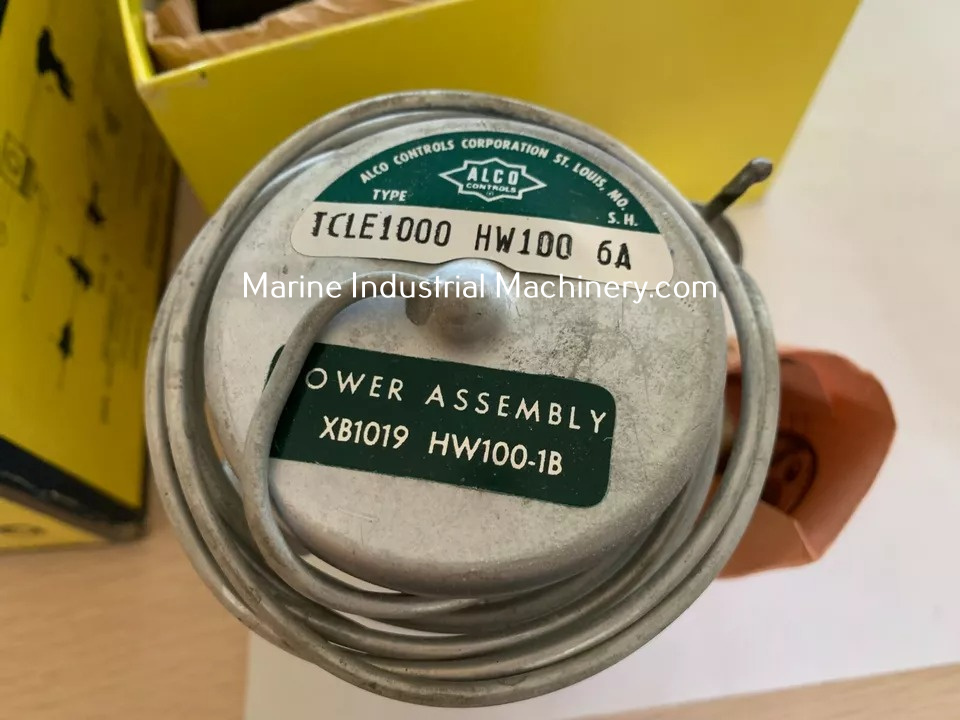 ALCO CONTROLS CORPORATION ST. LOUIS, MO.
ALCO
CONTROLS
TYPE
S.H.
TCLE1000 HW100 6A
Marine Industrial Machinery.com
OWER ASSEMBLY
XB1019 HW100-1B